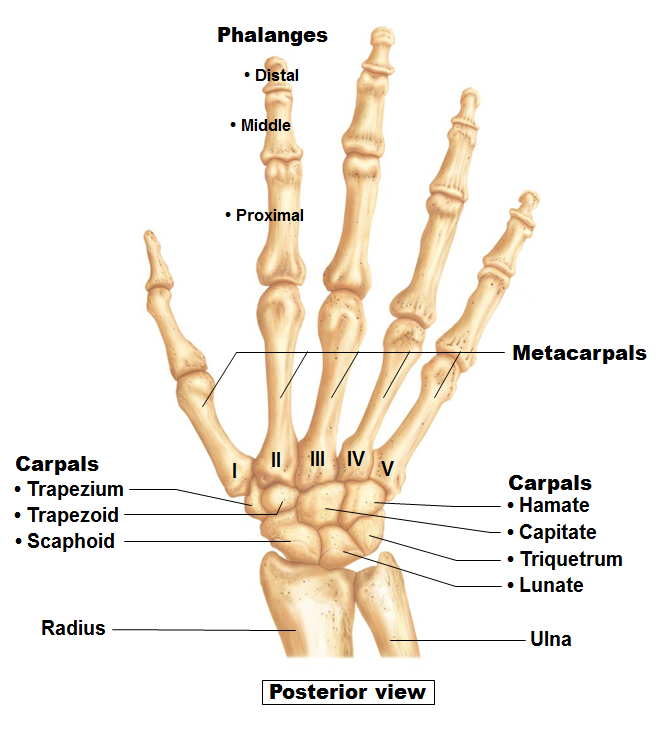 Phalanges
• Distal
• Middle
• Proximal
Metacarpals
I II III IV V
Carpals
• Trapezium
• Trapezoid
• Scaphoid
Carpals
• Hamate
• Capitate
• Triquetrum
• Lunate
Radius
Ulna
Posterior view